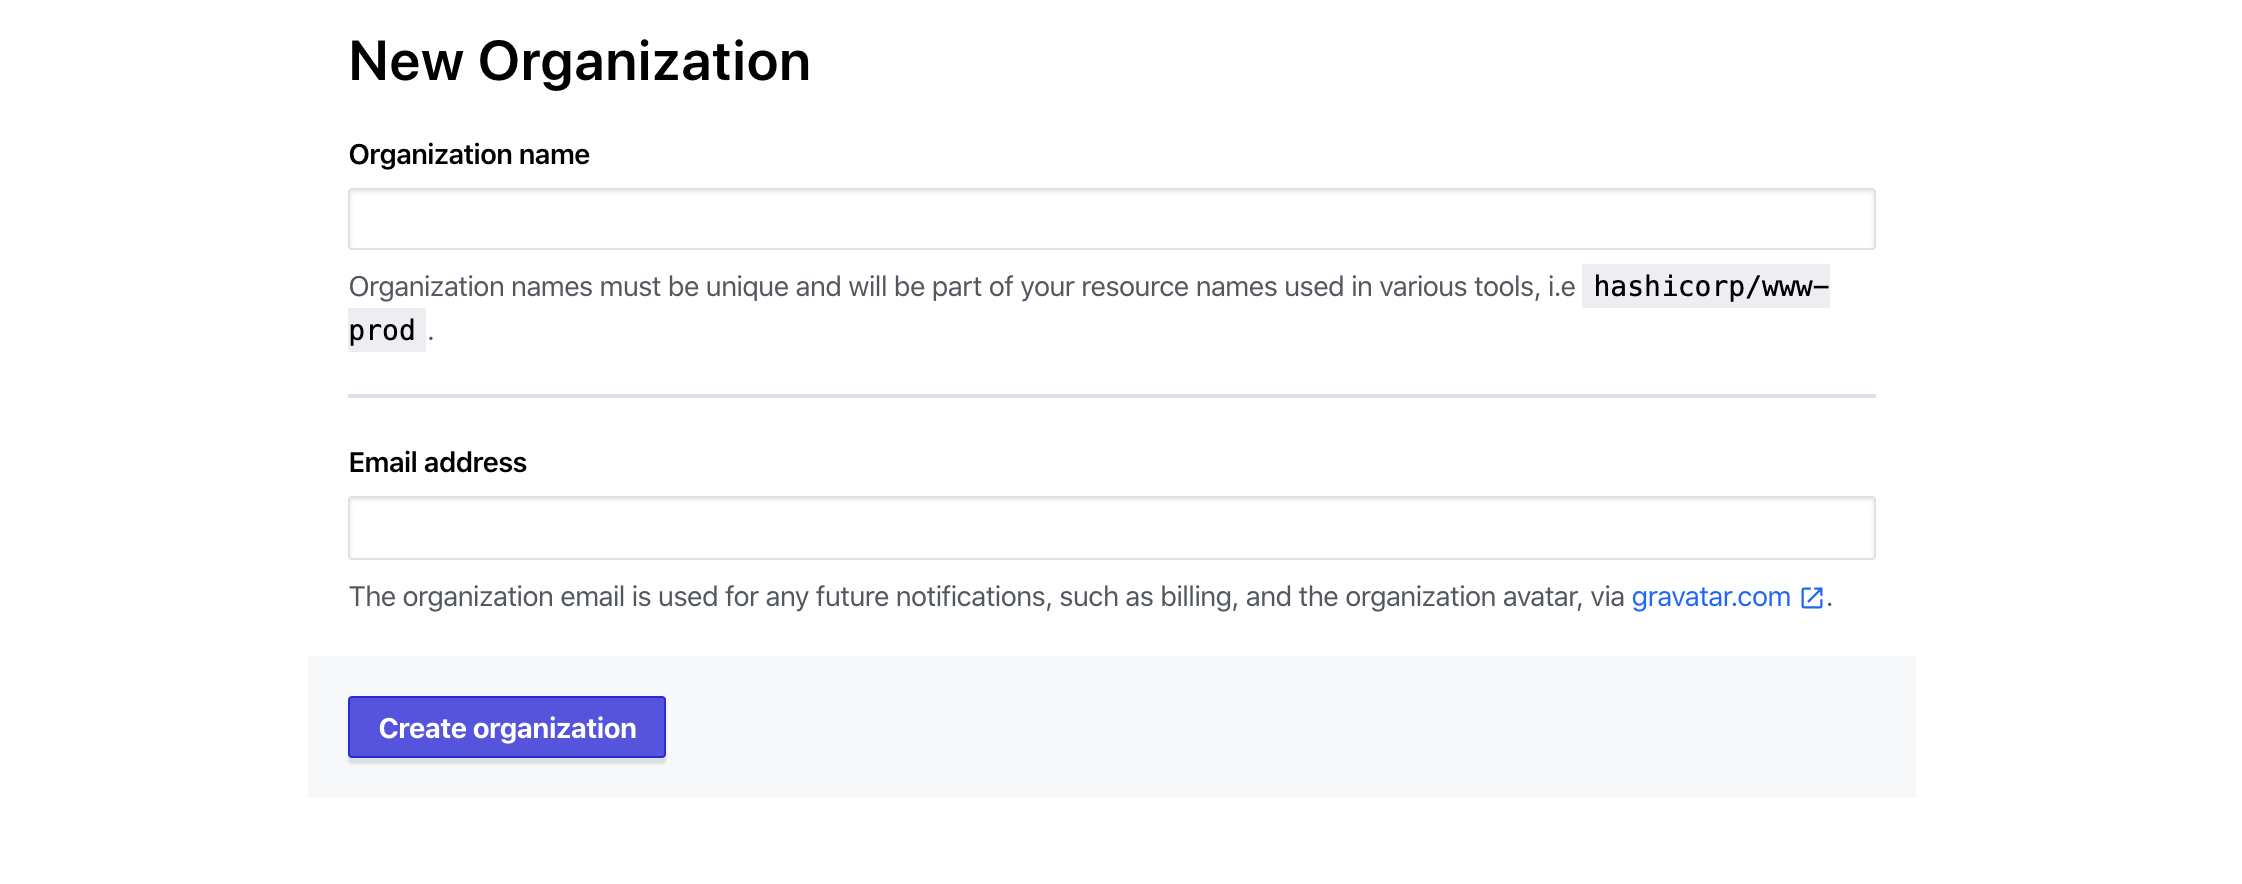 New Organization
Organization name
Organization names must be unique and will be part of your resource names used in various tools, i.e hashicorp/www-
prod .
Email address
The organization email is used for any future notifications, such as billing, and the organization avatar, via gravatar.com.
Create organization